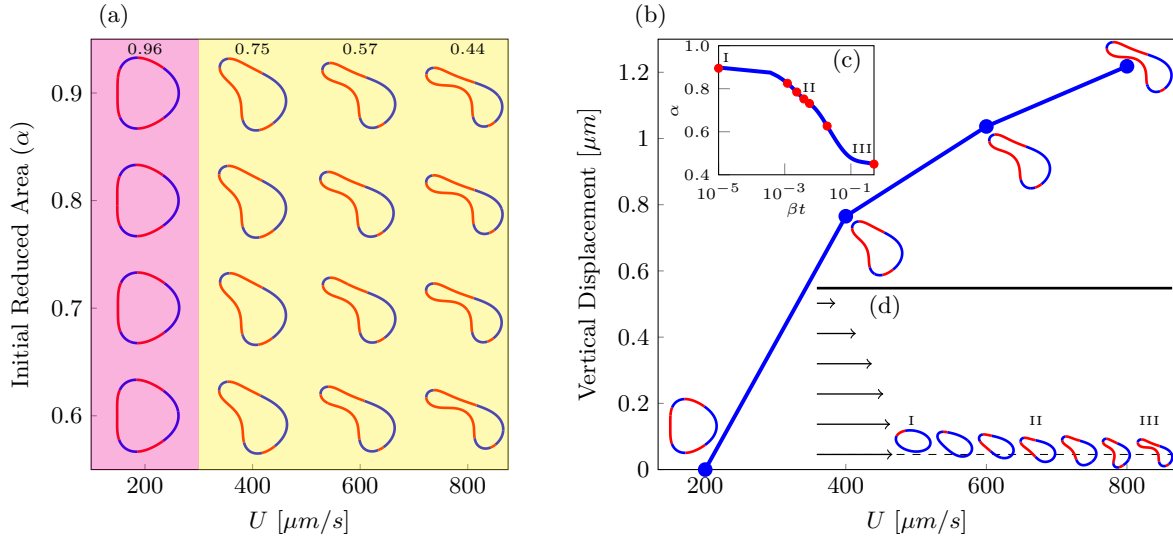 (a)
0.96 0.75 0.57 0.44
Initial Reduced Area (α)
0.9
0.8
0.7
0.6
200 400 600 800
U [μm/s]
(b)
Vertical Displacement [μm]
1.2
1
0.8
0.6
0.4
0.2
0
200 400 600 800
U [μm/s]
(c)
α
1.0
0.8
0.6
0.4
I
II
III
10⁻⁵ 10⁻³ 10⁻¹
βt
(d)
I II III